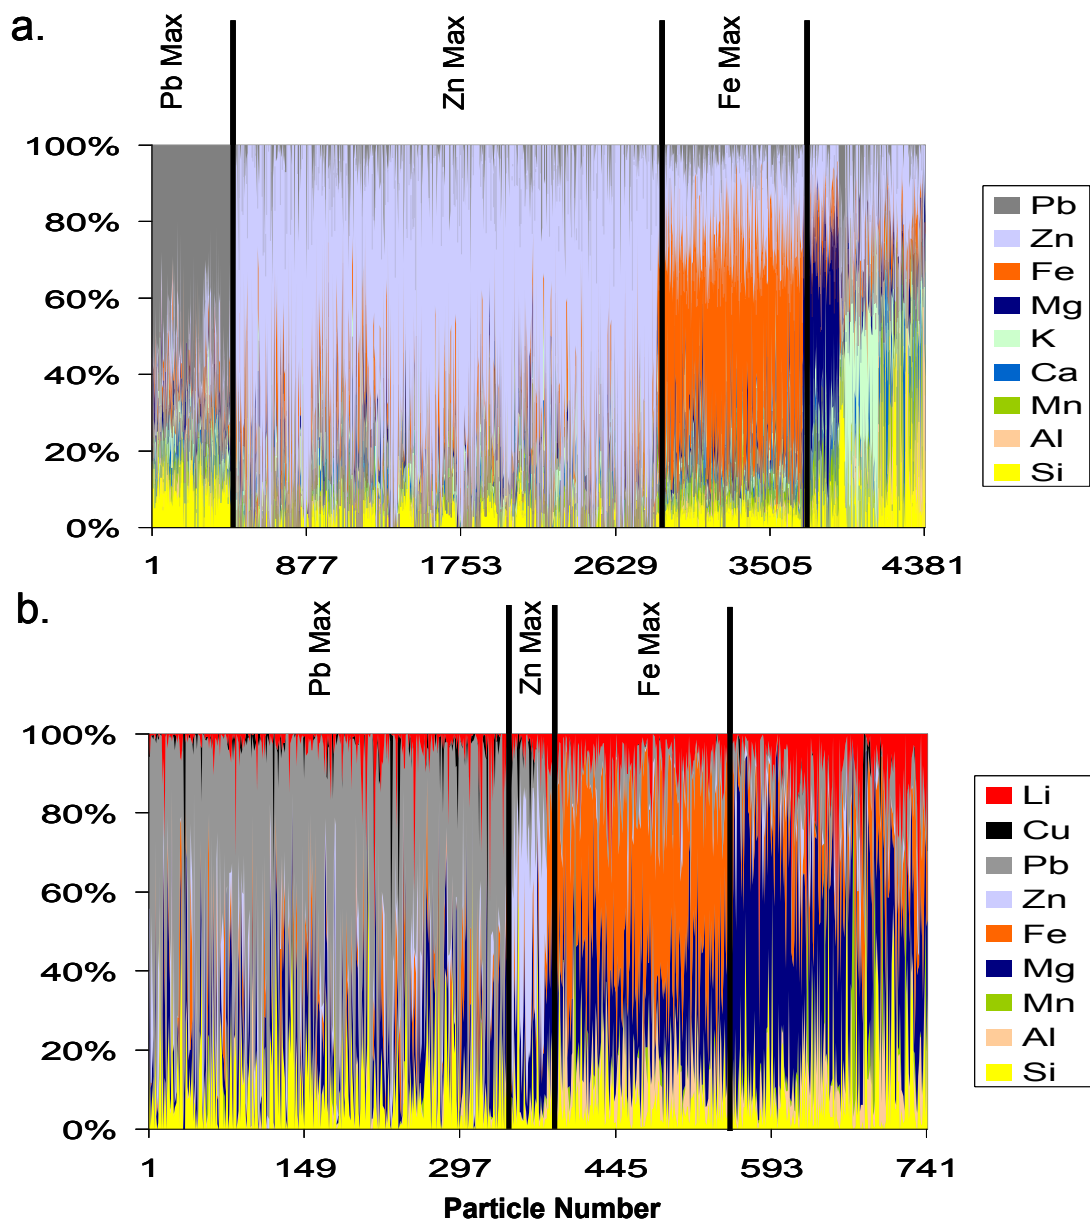 a.
Pb Max
Zn Max
Fe Max
100%
80%
60%
40%
20%
0%
1 877 1753 2629 3505 4381
Pb
Zn
Fe
Mg
K
Ca
Mn
Al
Si
b.
Pb Max
Zn Max
Fe Max
100%
80%
60%
40%
20%
0%
1 149 297 445 593 741
Particle Number
Li
Cu
Pb
Zn
Fe
Mg
Mn
Al
Si